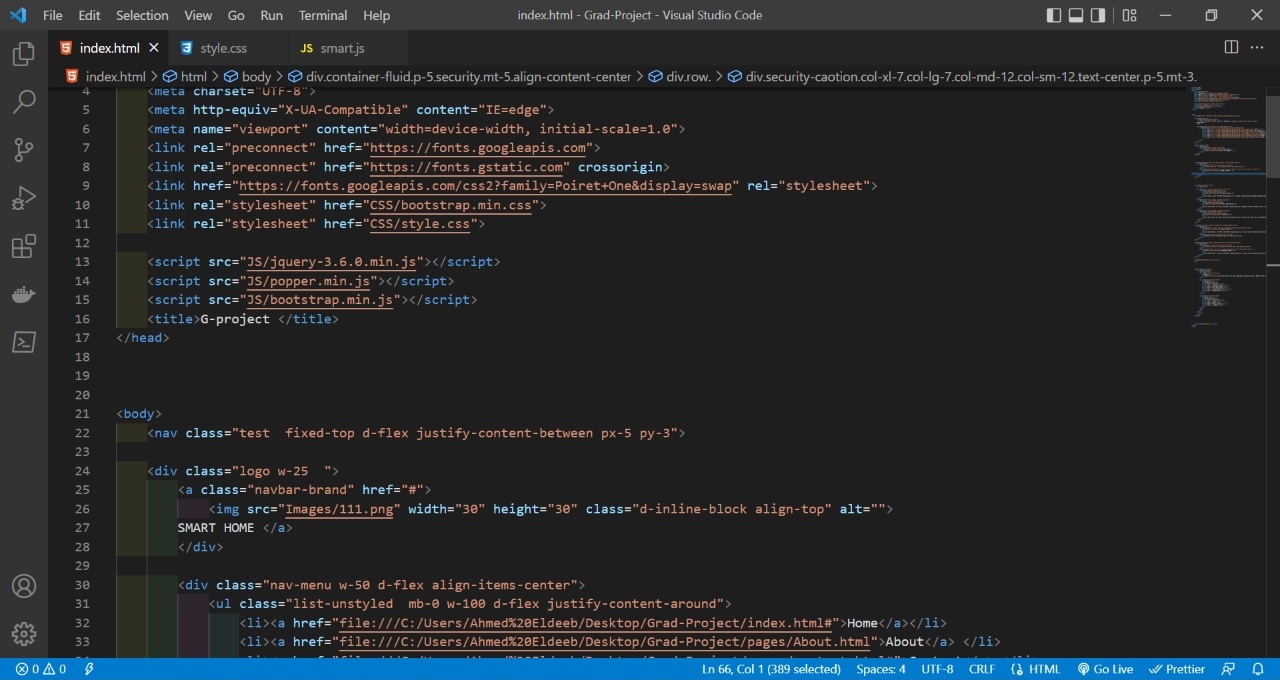 File Edit Selection View Go Run Terminal Help index.html - Grad-Project - Visual Studio Code
index.html style.css JS smart.js
index.html > html > body > div.container-fluid.p-5.security.mt-5.align-content-center > div.row. > div.security-caotion.col-xl-7.col-lg-7.col-md-12.col-sm-12.text-center.p-5.mt-3.
4 <meta charset="UTF-8">
5 <meta http-equiv="X-UA-Compatible" content="IE=edge">
6 <meta name="viewport" content="width=device-width, initial-scale=1.0">
7 <link rel="preconnect" href="https://fonts.googleapis.com">
8 <link rel="preconnect" href="https://fonts.gstatic.com" crossorigin>
9 <link href="https://fonts.googleapis.com/css2?family=Poiret+One&display=swap" rel="stylesheet">
10 <link rel="stylesheet" href="CSS/bootstrap.min.css">
11 <link rel="stylesheet" href="CSS/style.css">
12
13 <script src="JS/jquery-3.6.0.min.js"></script>
14 <script src="JS/popper.min.js"></script>
15 <script src="JS/bootstrap.min.js"></script>
16 <title>G-project </title>
17 </head>
18
19
20
21 <body>
22 <nav class="test  fixed-top d-flex justify-content-between px-5 py-3">
23
24 <div class="logo w-25  ">
25 <a class="navbar-brand" href="#">
26 <img src="Images/111.png" width="30" height="30" class="d-inline-block align-top" alt="">
27 SMART HOME </a>
28 </div>
29
30 <div class="nav-menu w-50 d-flex align-items-center">
31 <ul class="list-unstyled  mb-0 w-100 d-flex justify-content-around">
32 <li><a href="file:///C:/Users/Ahmed%20Eldeeb/Desktop/Grad-Project/index.html#">Home</a></li>
33 <li><a href="file:///C:/Users/Ahmed%20Eldeeb/Desktop/Grad-Project/pages/About.html">About</a> </li>
0 0 Ln 66, Col 1 (389 selected) Spaces: 4 UTF-8 CRLF HTML Go Live Prettier